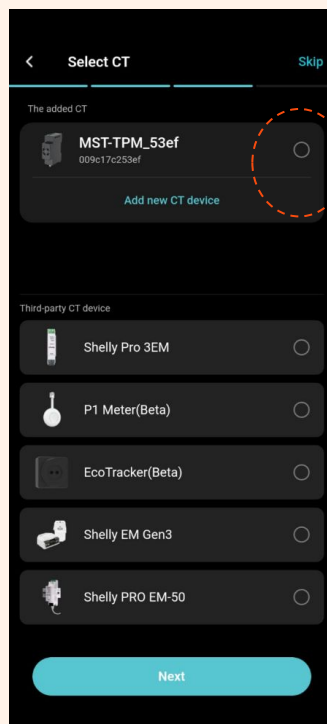 Select CT
Skip
The added CT
MST-TPM_53ef
009c17c253ef
Add new CT device
Third-party CT device
Shelly Pro 3EM
P1 Meter(Beta)
EcoTracker(Beta)
Shelly EM Gen3
Shelly PRO EM-50
Next